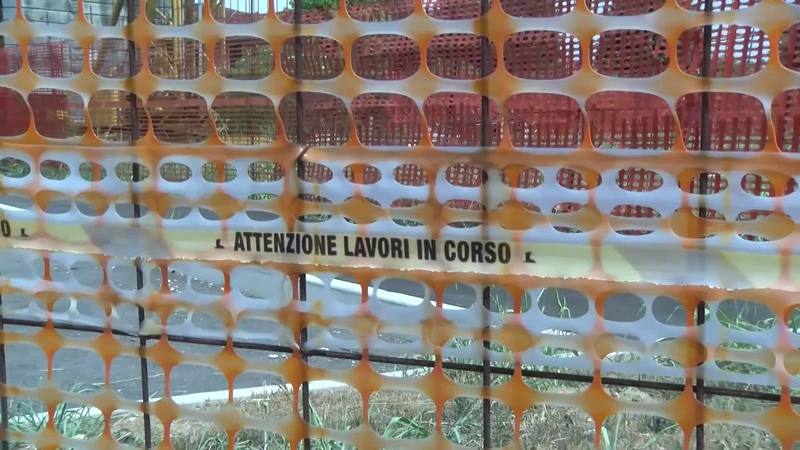 O
ATTENZIONE LAVORI IN CORSO